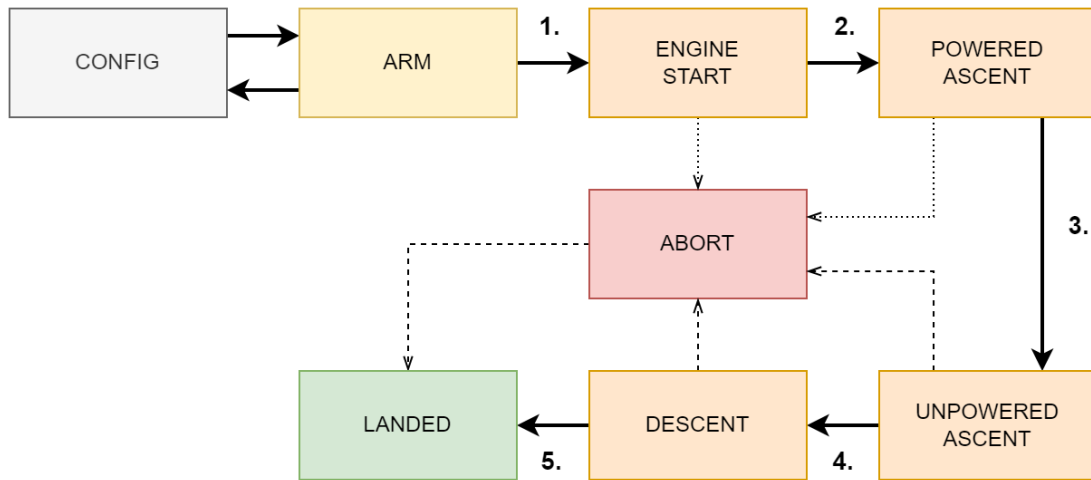 CONFIG
ARM
1.
ENGINE
START
2.
POWERED
ASCENT
ABORT
3.
LANDED
5.
DESCENT
4.
UNPOWERED
ASCENT